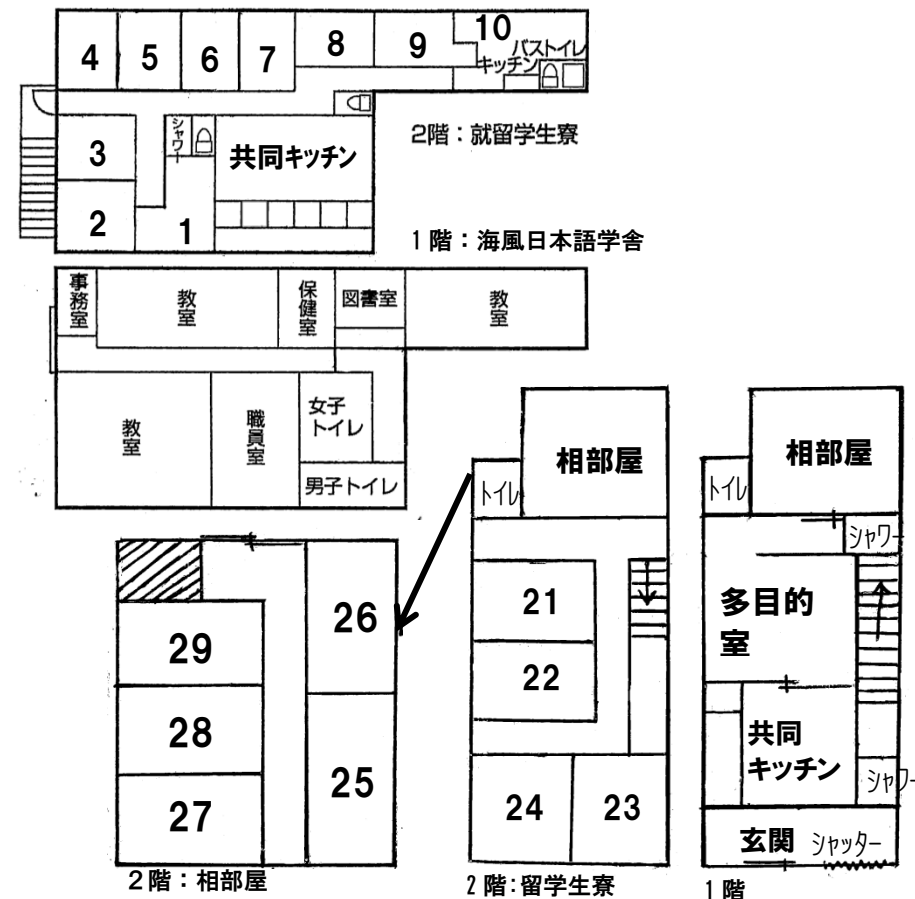 4 5 6 7 8 9 10
バストイレ
キッチン
3
シャワー
共同キッチン
2
1
2階：就留学生寮
1階：海風日本語学舎
事務室
教室
保健室
図書室
教室
教室
職員室
女子
トイレ
男子トイレ
相部屋
トイレ
21
22
24
23
2階:留学生寮
相部屋
トイレ
シャワー
多目的
室
共同
キッチン
シャワー
玄関
シャッター
1階
26
29
28
25
27
2階：相部屋